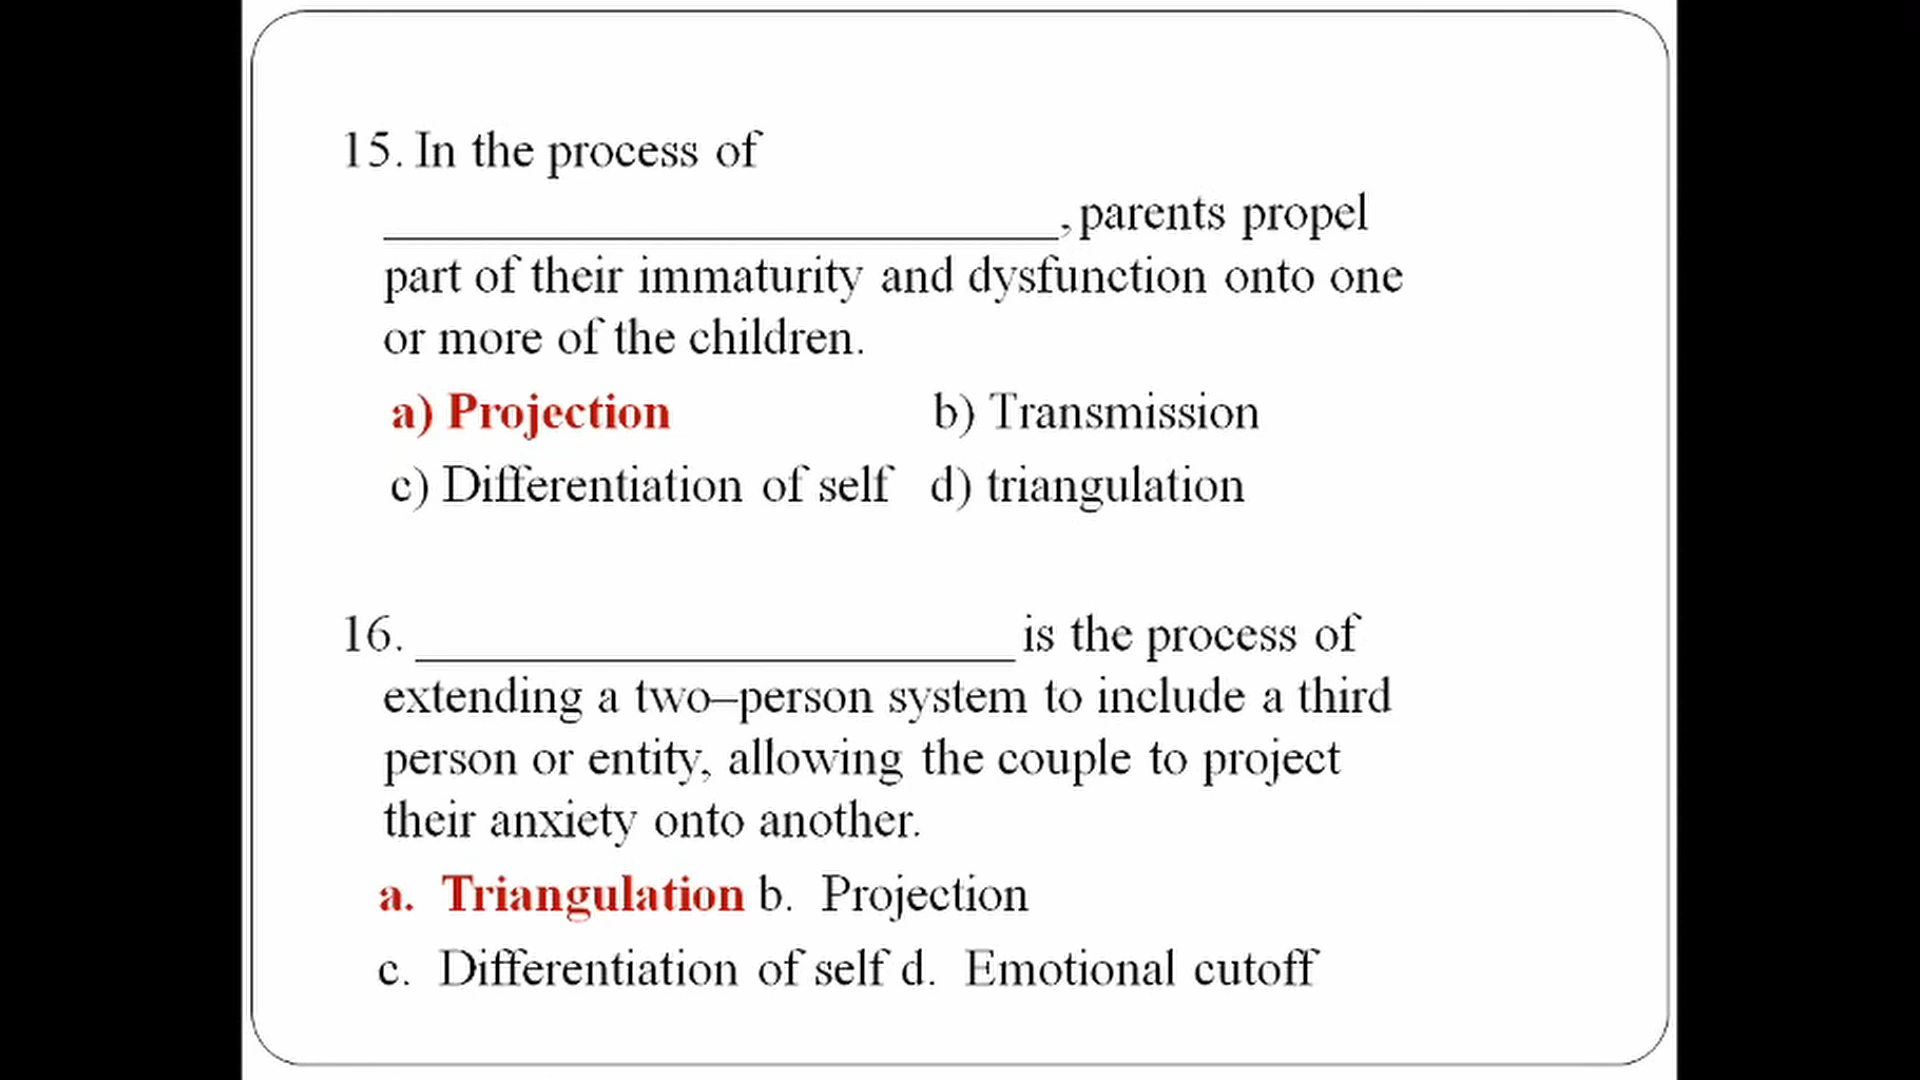 15. In the process of
______________________, parents propel
part of their immaturity and dysfunction onto one
or more of the children.
a) Projection b) Transmission
c) Differentiation of self d) triangulation
16. ____________________ is the process of
extending a two–person system to include a third
person or entity, allowing the couple to project
their anxiety onto another.
a. Triangulation b. Projection
c. Differentiation of self d. Emotional cutoff